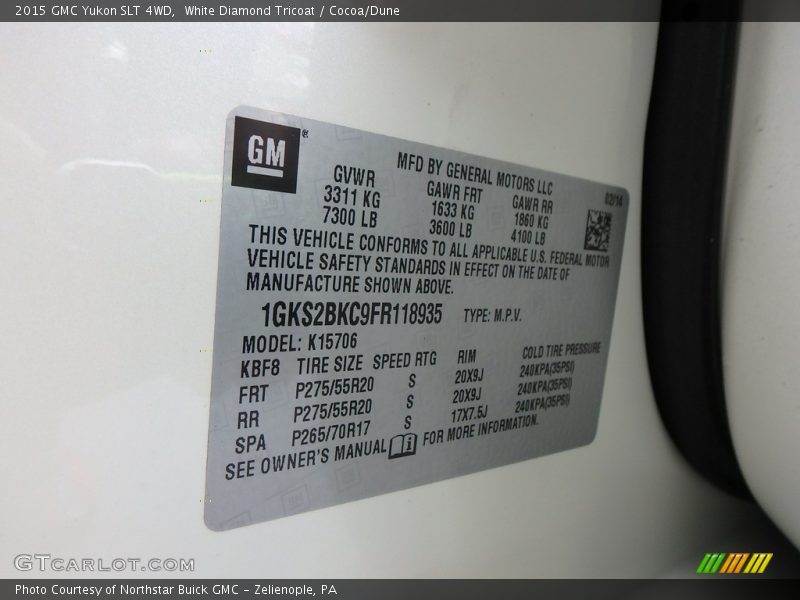 2015 GMC Yukon SLT 4WD,  White Diamond Tricoat / Cocoa/Dune
GM®
MFD BY GENERAL MOTORS LLC
02/14
GVWR GAWR FRT GAWR RR
3311 KG 1633 KG 1860 KG
7300 LB 3600 LB 4100 LB
THIS VEHICLE CONFORMS TO ALL APPLICABLE U.S. FEDERAL MOTOR
VEHICLE SAFETY STANDARDS IN EFFECT ON THE DATE OF
MANUFACTURE SHOWN ABOVE.
1GKS2BKC9FR118935 TYPE: M.P.V.
MODEL: K15706
KBF8 TIRE SIZE SPEED RTG RIM COLD TIRE PRESSURE
FRT P275/55R20 S 20X9J 240KPA(35PSI)
RR P275/55R20 S 20X9J 240KPA(35PSI)
SPA P265/70R17 S 17X7.5J 240KPA(35PSI)
SEE OWNER'S MANUAL i FOR MORE INFORMATION.
GTCARLOT.COM
Photo Courtesy of Northstar Buick GMC - Zelienople, PA